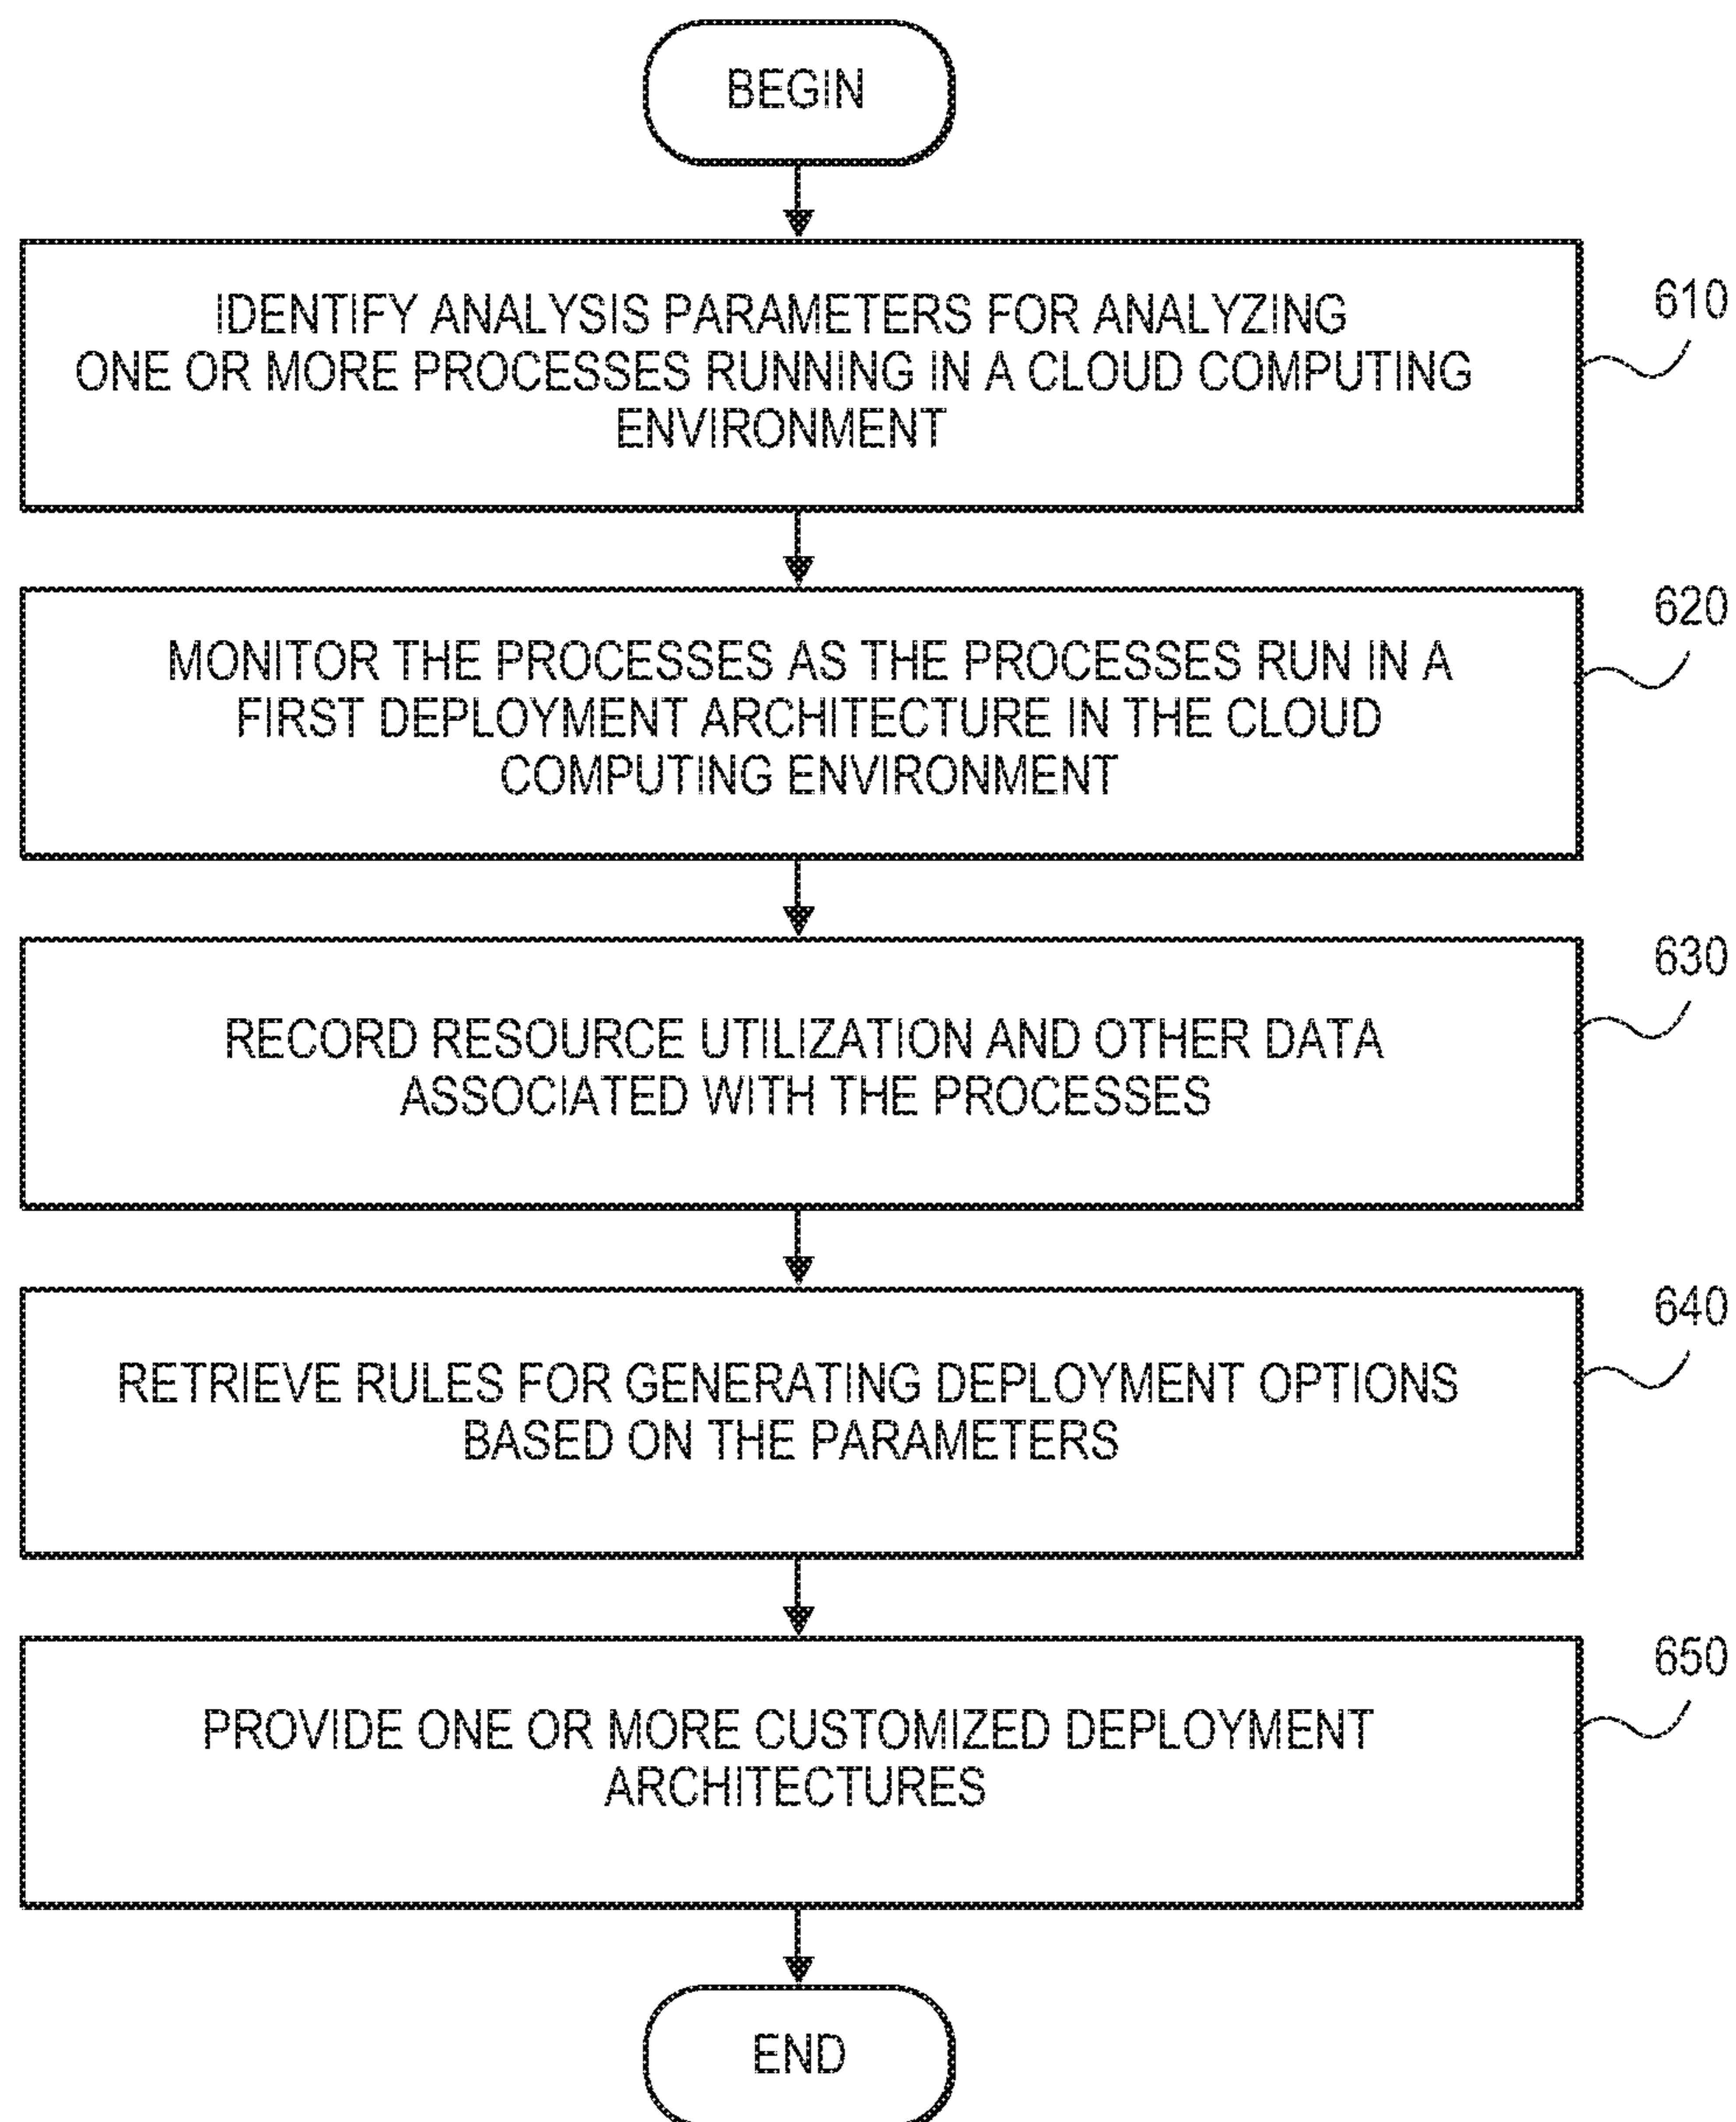 BEGIN
IDENTIFY ANALYSIS PARAMETERS FOR ANALYZING
ONE OR MORE PROCESSES RUNNING IN A CLOUD COMPUTING
ENVIRONMENT
610
MONITOR THE PROCESSES AS THE PROCESSES RUN IN A
FIRST DEPLOYMENT ARCHITECTURE IN THE CLOUD
COMPUTING ENVIRONMENT
620
RECORD RESOURCE UTILIZATION AND OTHER DATA
ASSOCIATED WITH THE PROCESSES
630
RETRIEVE RULES FOR GENERATING DEPLOYMENT OPTIONS
BASED ON THE PARAMETERS
640
PROVIDE ONE OR MORE CUSTOMIZED DEPLOYMENT
ARCHITECTURES
650
END